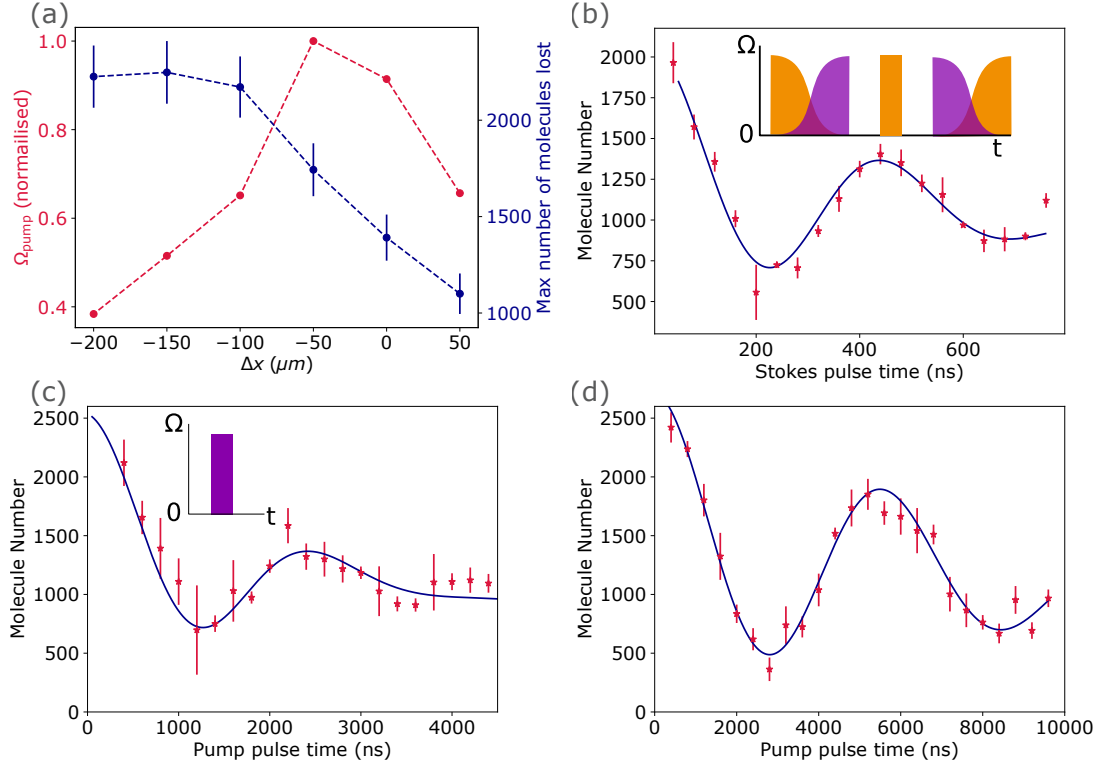 (a)
1.0
0.8
0.6
0.4
Ω_pump (normailised)
2000
1500
1000
Max number of molecules lost
−200 −150 −100 −50 0 50
Δx (μm)
(b)
2000
1750
1500
1250
1000
750
500
Molecule Number
Ω
0
t
200 400 600
Stokes pulse time (ns)
(c)
2500
2000
1500
1000
500
0
Molecule Number
Ω
0
t
0 1000 2000 3000 4000
Pump pulse time (ns)
(d)
2500
2000
1500
1000
500
0
Molecule Number
0 2000 4000 6000 8000 10000
Pump pulse time (ns)